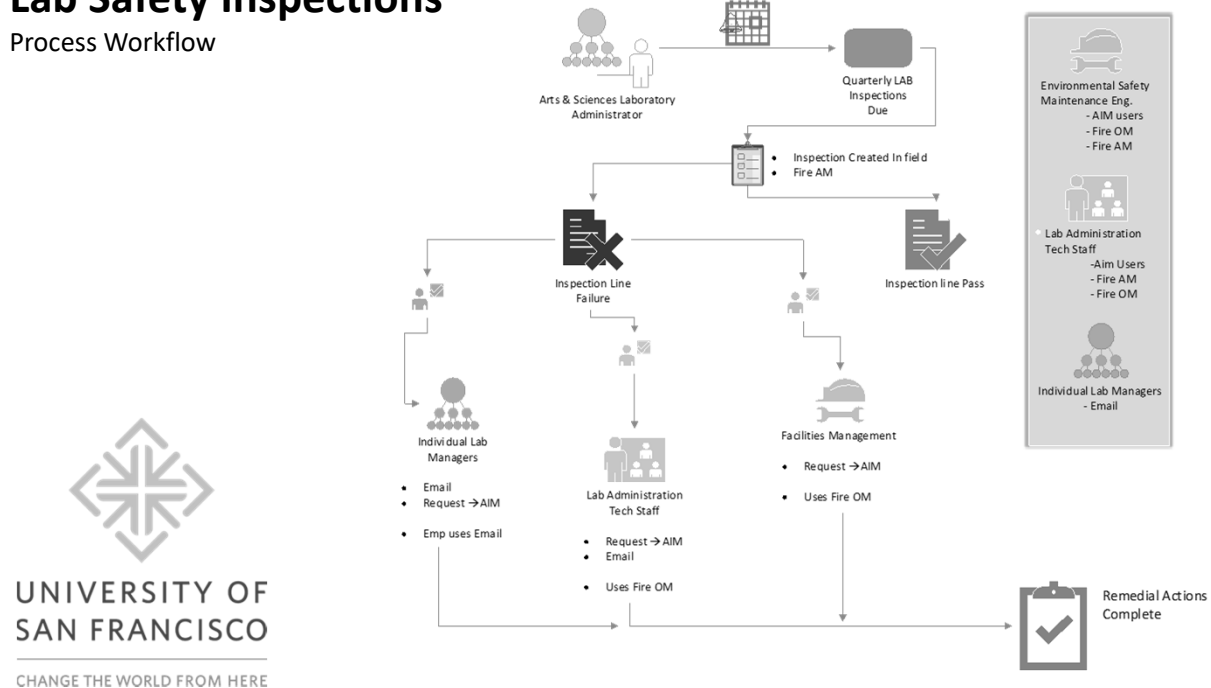 Lab Safety Inspections
Process Workflow
Arts & Sciences Laboratory
Administrator
Quarterly LAB
Inspections
Due
• Inspection Created In field
• Fire AM
Inspection Line
Failure
Inspection line Pass
Individual Lab
Managers
• Email
• Request →AIM
• Emp uses Email
Lab Administration
Tech Staff
• Request → AIM
• Email
• Uses Fire OM
Facilities Management
• Request →AIM
• Uses Fire OM
Remedial Actions
Complete
Environmental Safety
Maintenance Eng.
- AIM users
- Fire OM
- Fire AM
• Lab Administration
Tech Staff
-Aim Users
- Fire AM
- Fire OM
Individual Lab Managers
- Email
UNIVERSITY OF
SAN FRANCISCO
CHANGE THE WORLD FROM HERE